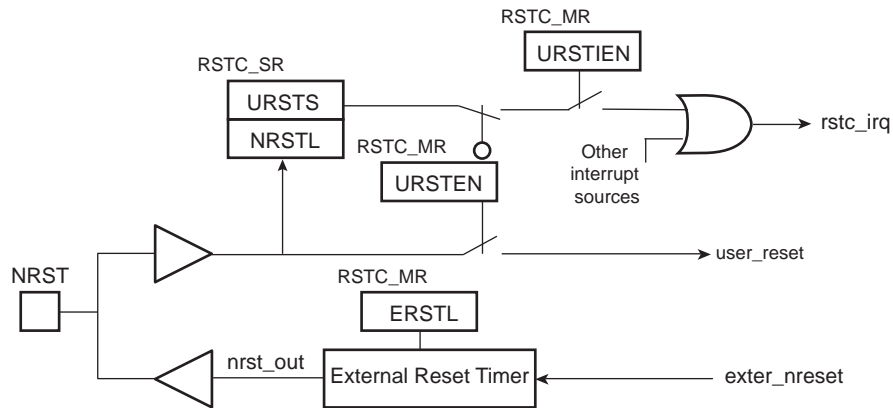 RSTC_MR
URSTIEN
RSTC_SR
URSTS
NRSTL
rstc_irq
RSTC_MR
URSTEN
Other
interrupt
sources
user_reset
NRST
RSTC_MR
ERSTL
nrst_out
External Reset Timer
exter_nreset